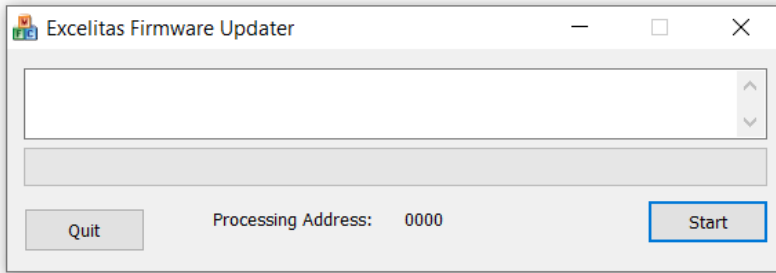 Excelitas Firmware Updater
Quit
Processing Address: 0000
Start